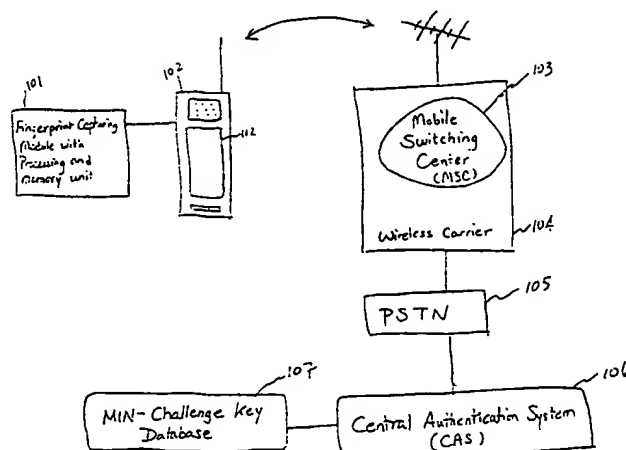 101
Fingerprint Capturing
Module with
Processing and
Memory unit
102
112
103
Mobile
Switching
Center
(MSC)
Wireless Carrier
104
PSTN
105
107
MIN-Challenge Key
Database
106
Central Authentication System
(CAS)